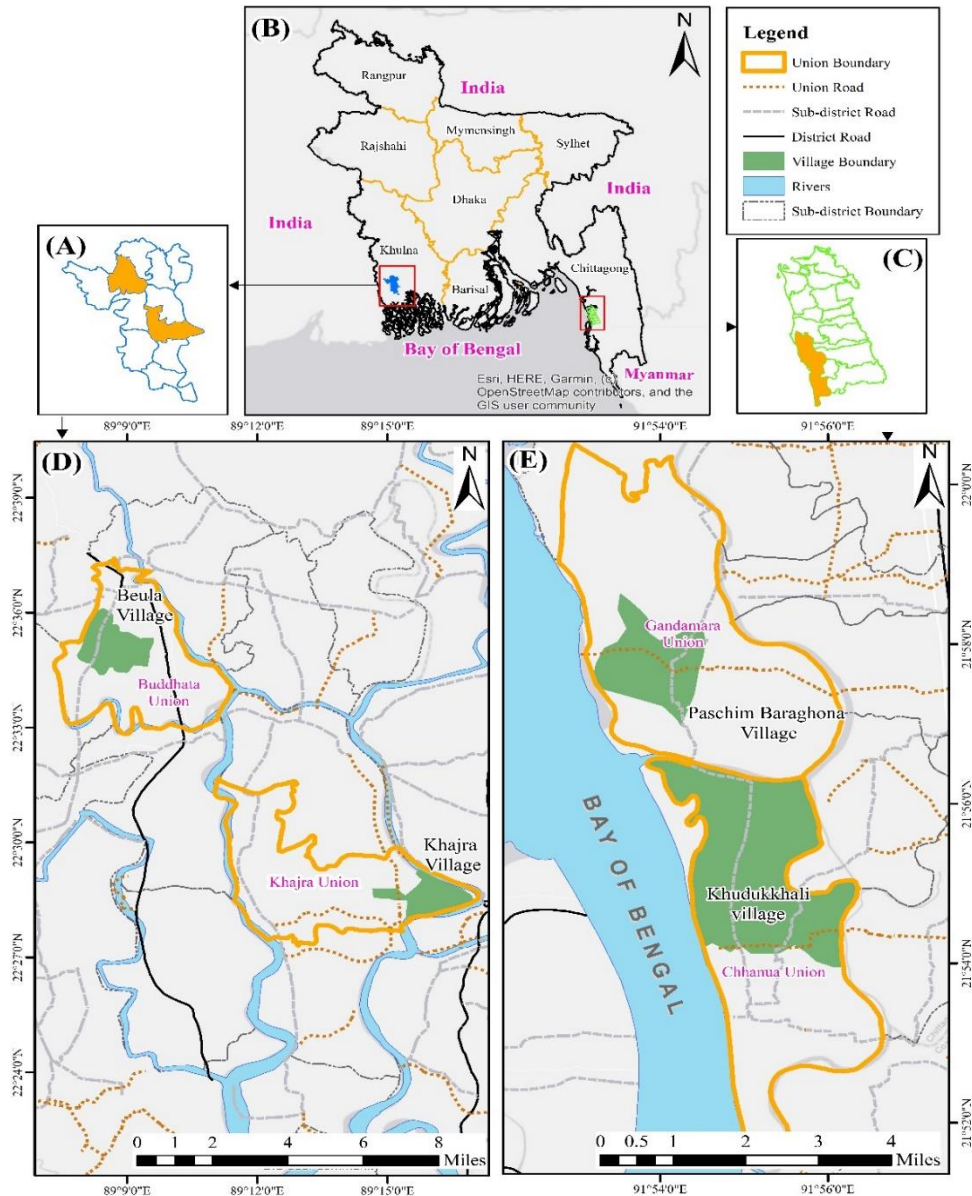 (B)
N
Rangpur
India
Mymensingh
Rajshahi
Sylhet
India
Dhaka
India
Khulna
Chittagong
Barisal
Bay of Bengal
Myanmar
Esri, HERE, Garmin, (c)
OpenStreetMap contributors, and the
GIS user community
Legend
Union Boundary
Union Road
Sub-district Road
District Road
Village Boundary
Rivers
Sub-district Boundary
(A)
(C)
89°9'0"E
89°12'0"E
89°15'0"E
(D)
N
22°39'0"N
22°36'0"N
22°33'0"N
22°30'0"N
22°27'0"N
22°24'0"N
Beula
Village
Buddhata
Union
Khajra
Village
Khajra Union
0 1 2 4 6 8
Miles
89°9'0"E
89°12'0"E
89°15'0"E
91°54'0"E
91°56'0"E
(E)
N
22°0'0"N
21°58'0"N
21°56'0"N
21°54'0"N
21°52'0"N
Gandamara
Union
Paschim Baraghona
Village
BAY OF BENGAL
Khudukkhali
village
Chhanua Union
0 0.5 1 2 3 4
Miles
91°54'0"E
91°56'0"E